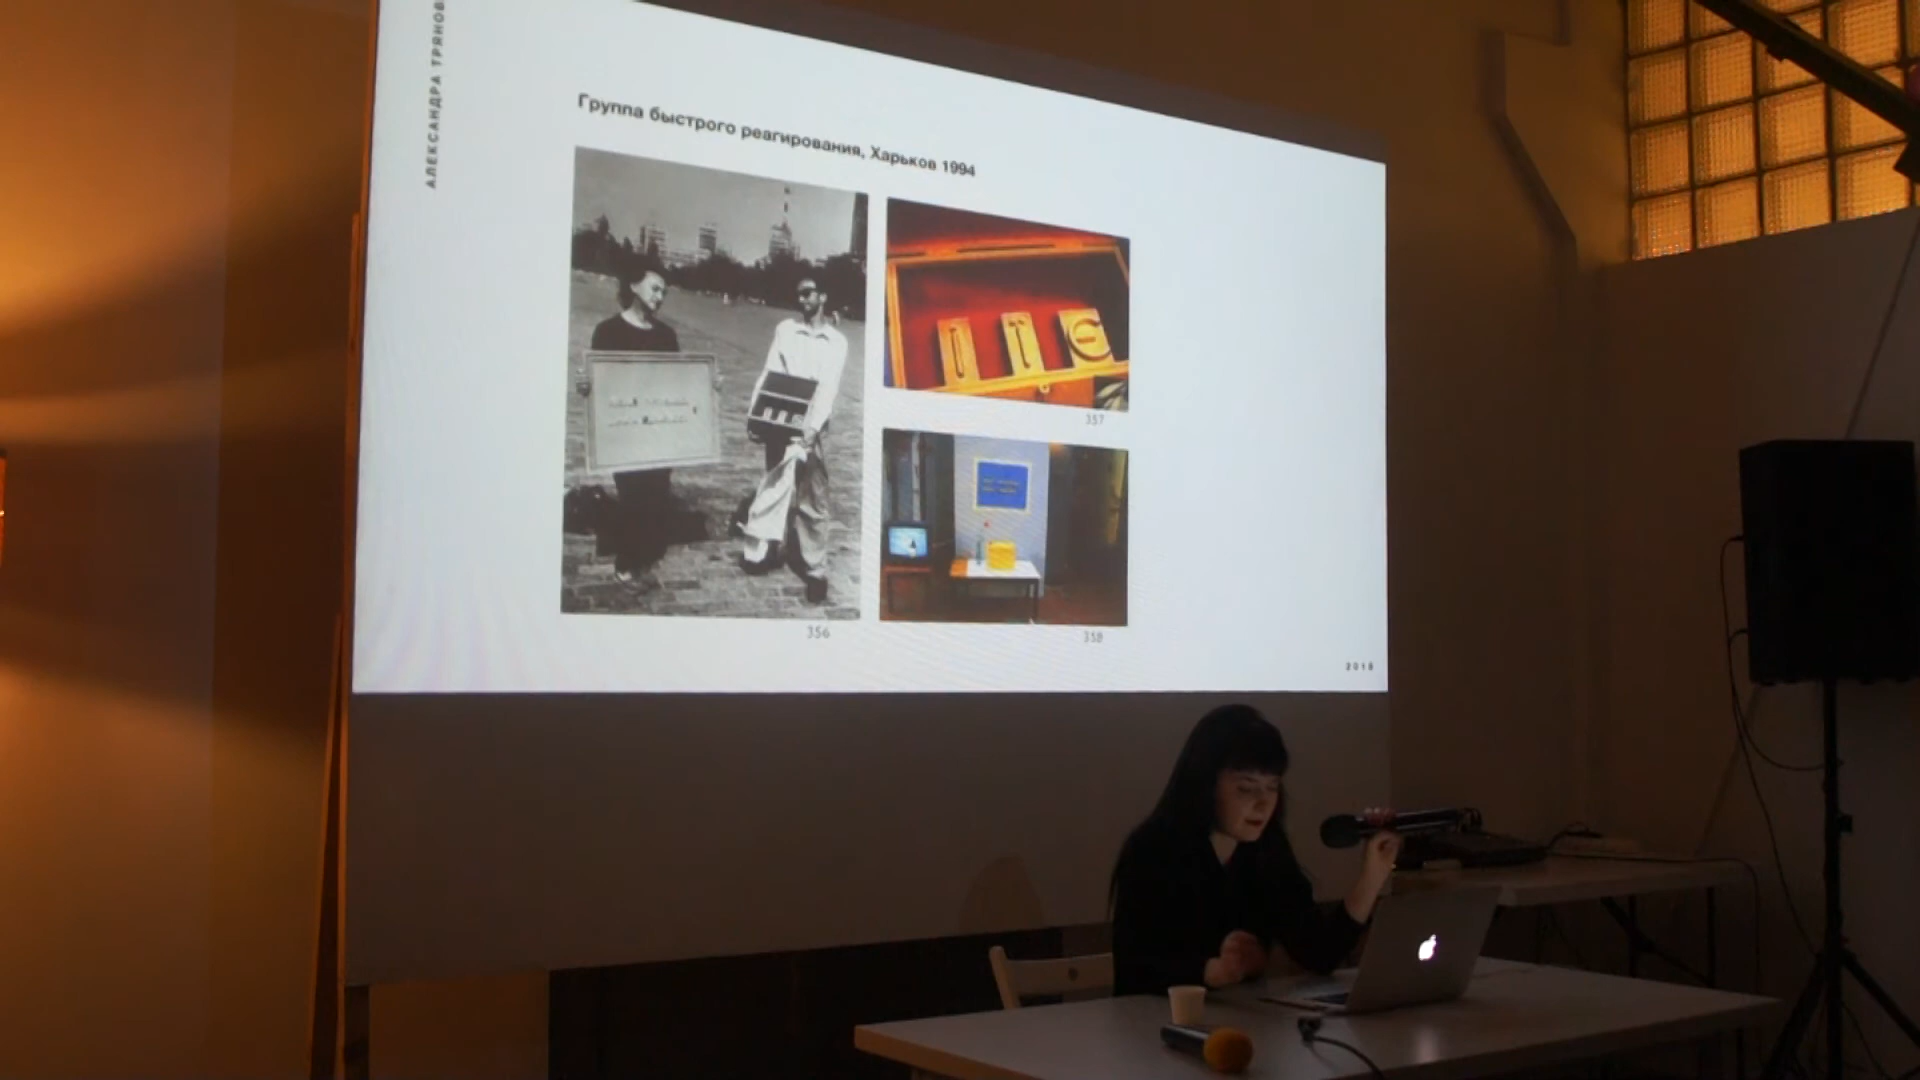 АЛЕКСАНДРА ТРЯНОВ
Группа быстрого реагирования, Харьков 1994
І Ї Є
357
356
358
2018